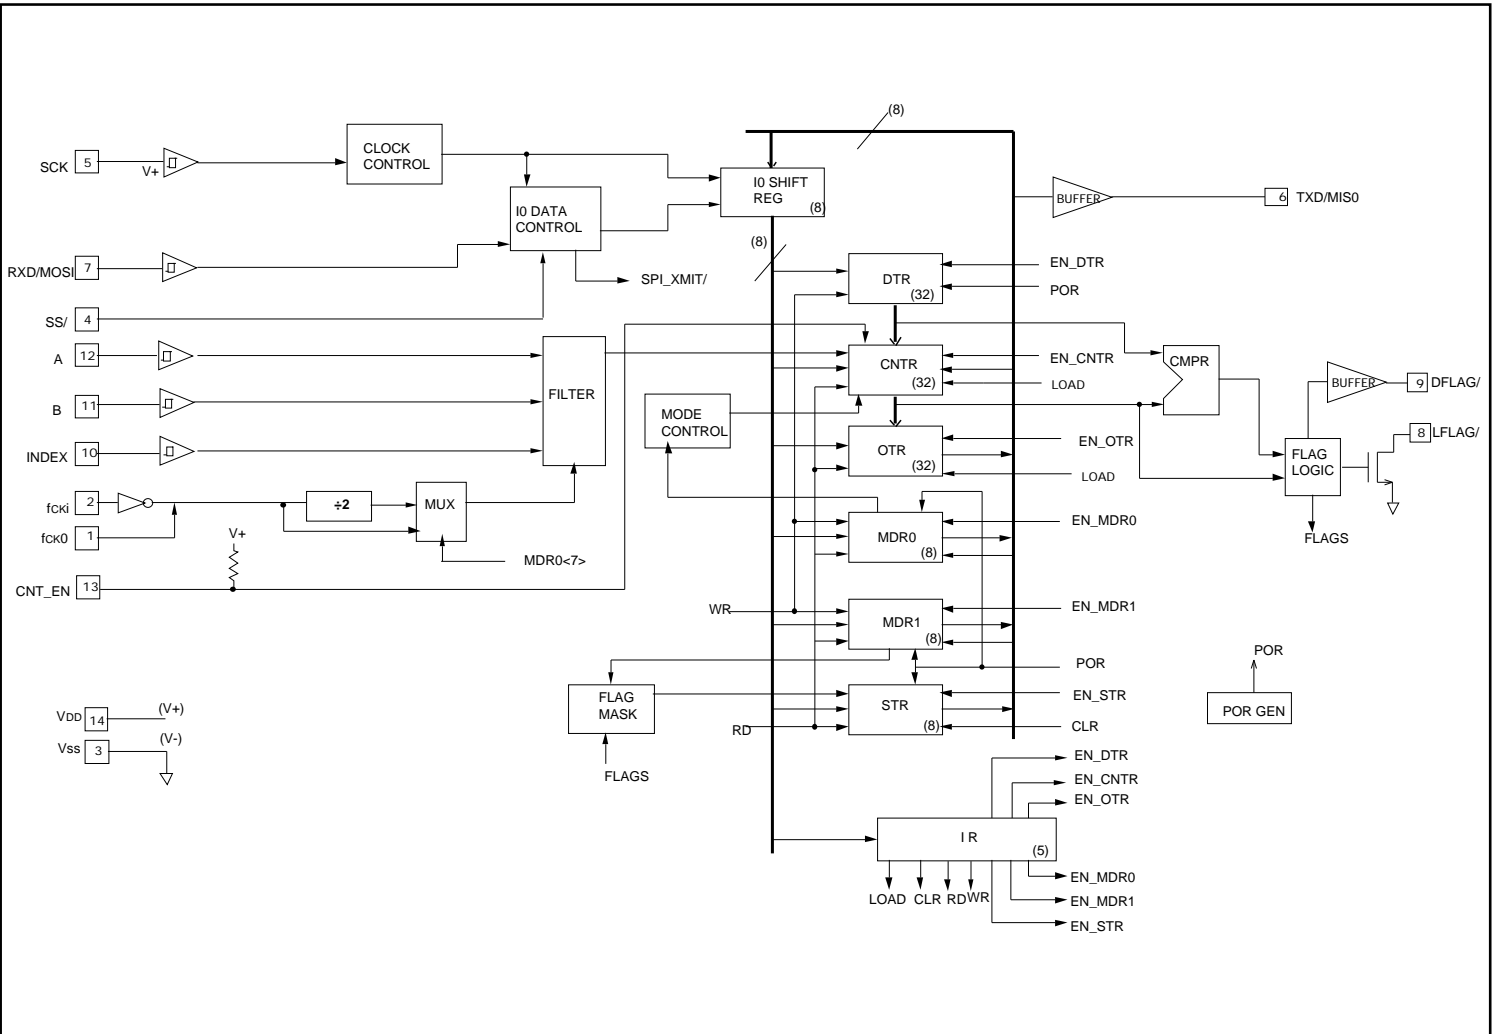 (8)
SCK 5
V+
CLOCK
CONTROL
I0 SHIFT
REG
(8)
BUFFER
6 TXD/MIS0
I0 DATA
CONTROL
(8)
RXD/MOSI 7
SPI_XMIT/
DTR
(32)
EN_DTR
POR
SS/ 4
A 12
B 11
INDEX 10
FILTER
CNTR
(32)
EN_CNTR
LOAD
CMPR
BUFFER
9 DFLAG/
MODE
CONTROL
OTR
(32)
EN_OTR
LOAD
8 LFLAG/
FLAG
LOGIC
FLAGS
fCKi 2
fCK0 1
÷2
MUX
V+
MDR0<7>
MDR0
(8)
EN_MDR0
CNT_EN 13
WR
MDR1
(8)
EN_MDR1
POR
FLAG
MASK
FLAGS
RD
STR
(8)
EN_STR
CLR
POR
POR GEN
VDD 14
(V+)
Vss 3
(V-)
EN_DTR
EN_CNTR
EN_OTR
I R
(5)
LOAD CLR RD WR
EN_MDR0
EN_MDR1
EN_STR